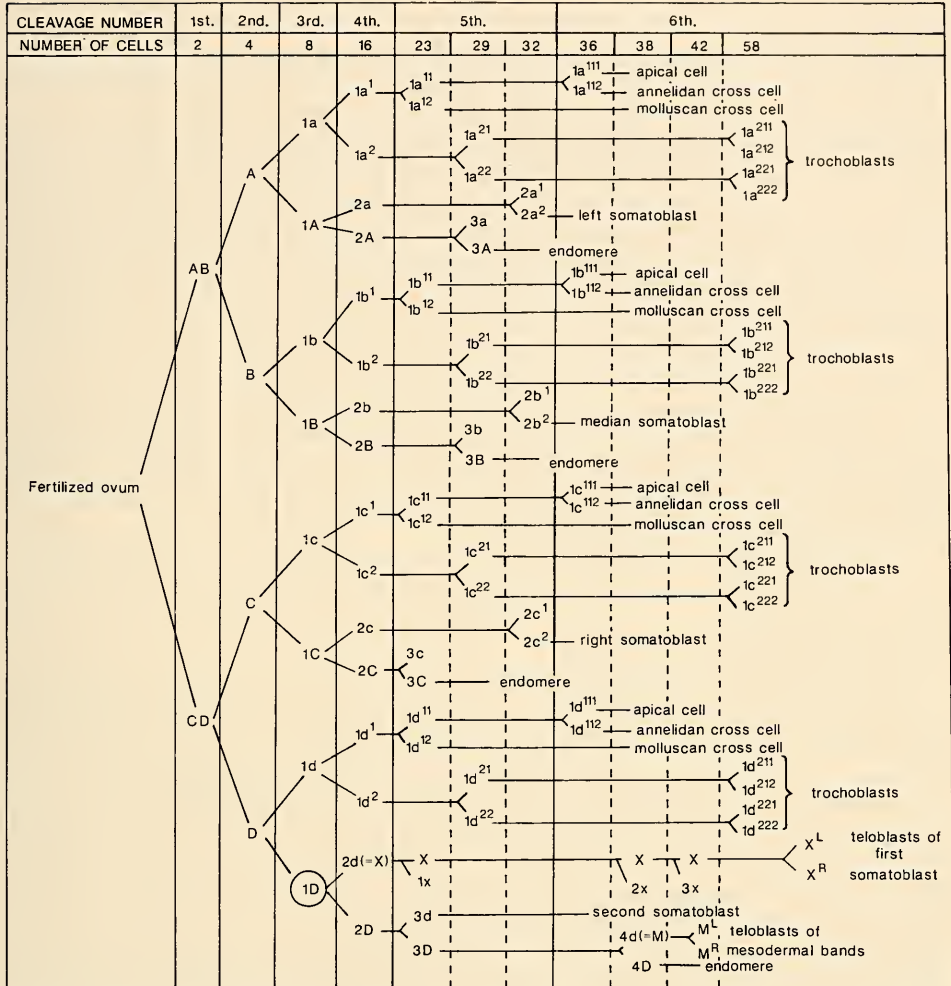 CLEAVAGE NUMBER 1st. 2nd. 3rd. 4th. 5th. 6th.
NUMBER OF CELLS 2 4 8 16 23 29 32 36 38 42 58
1a¹¹¹ apical cell
1a¹ 1a¹¹ 1a¹¹² annelidan cross cell
1a¹² molluscan cross cell
1a 1a²¹ 1a²¹¹
1a² 1a²¹² trochoblasts
1a²² 1a²²¹
A 1a²²²
2a 2a¹
1A 2a² left somatoblast
2A 3a
3A endomere
AB 1b¹¹¹ apical cell
1b¹ 1b¹¹ 1b¹¹² annelidan cross cell
1b¹² molluscan cross cell
1b 1b²¹ 1b²¹¹
1b² 1b²¹² trochoblasts
B 1b²² 1b²²¹
1b²²²
2b 2b¹
1B 2b² median somatoblast
2B 3b
3B endomere
Fertilized ovum
1c¹¹¹ apical cell
1c¹ 1c¹¹ 1c¹¹² annelidan cross cell
1c¹² molluscan cross cell
1c 1c²¹ 1c²¹¹
1c² 1c²¹² trochoblasts
1c²² 1c²²¹
C 1c²²²
2c 2c¹
1C 2c² right somatoblast
2C 3c
3C endomere
CD 1d¹¹¹ apical cell
1d¹ 1d¹¹ 1d¹¹² annelidan cross cell
1d¹² molluscan cross cell
1d 1d²¹ 1d²¹¹
1d² 1d²¹² trochoblasts
1d²² 1d²²¹
D 1d²²²
2d(=X) X X X Xᴸ teloblasts of
1x 2x 3x first
1D Xᴿ somatoblast
3d second somatoblast
2D 4d(=M) Mᴸ teloblasts of
3D Mᴿ mesodermal bands
4D endomere